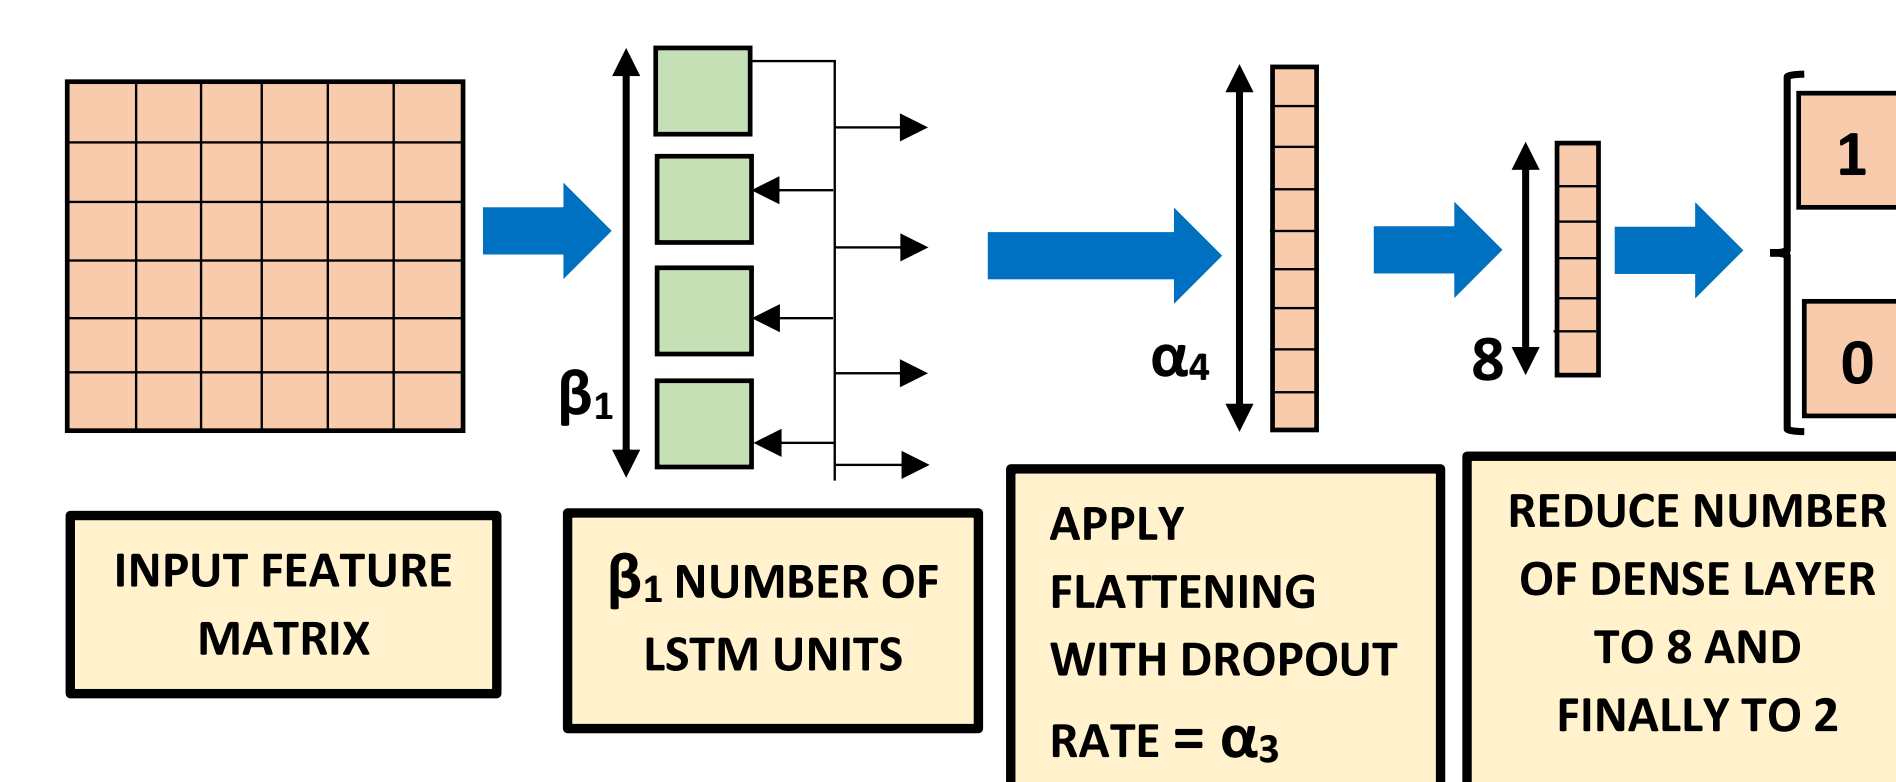 β1
α4
8
1
0
INPUT FEATURE
MATRIX
β1 NUMBER OF
LSTM UNITS
APPLY
FLATTENING
WITH DROPOUT
RATE = α3
REDUCE NUMBER
OF DENSE LAYER
TO 8 AND
FINALLY TO 2